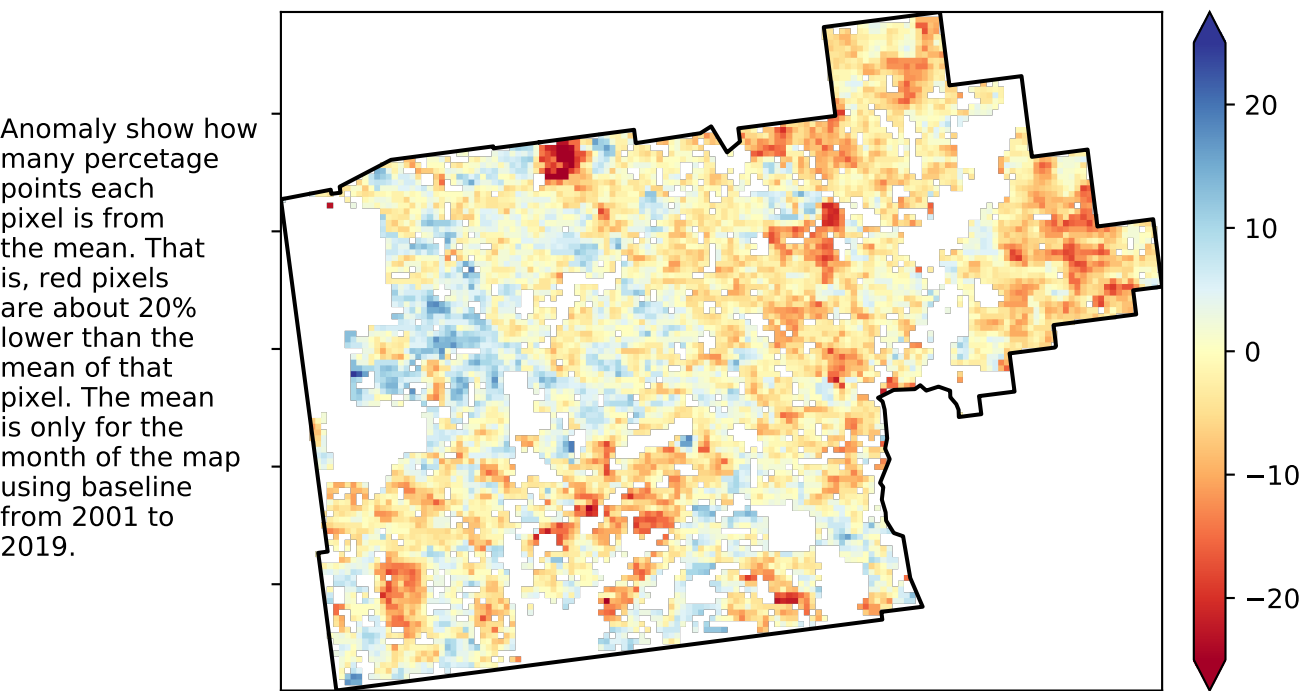 Anomaly show how
many percetage
points each
pixel is from
the mean. That
is, red pixels
are about 20%
lower than the
mean of that
pixel. The mean
is only for the
month of the map
using baseline
from 2001 to
2019.
20
10
0
−10
−20